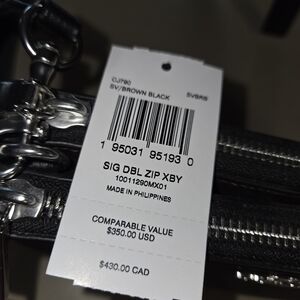 CJ790
SV/BROWN BLACK SVBR6
1 95031 95193 0
SIG DBL ZIP XBY
10011290MX01
MADE IN PHILIPPINES
COMPARABLE VALUE
$350.00 USD
$430.00 CAD